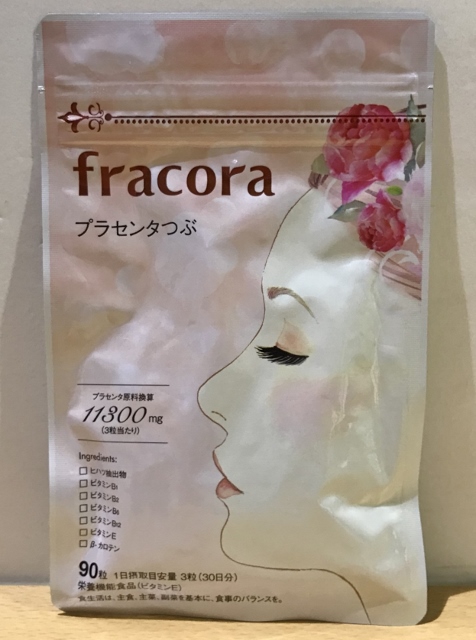 fracora
プラセンタつぶ
プラセンタ原料換算
11300mg
(3粒当たり)
Ingredients:
□ ヒハツ抽出物
□ ビタミンB1
□ ビタミンB2
□ ビタミンB6
□ ビタミンB12
□ ビタミンE
□ β-カロテン
90粒 1日摂取目安量 3粒(30日分)
栄養機能食品(ビタミンE)
食生活は、主食、主菜、副菜を基本に、食事のバランスを。